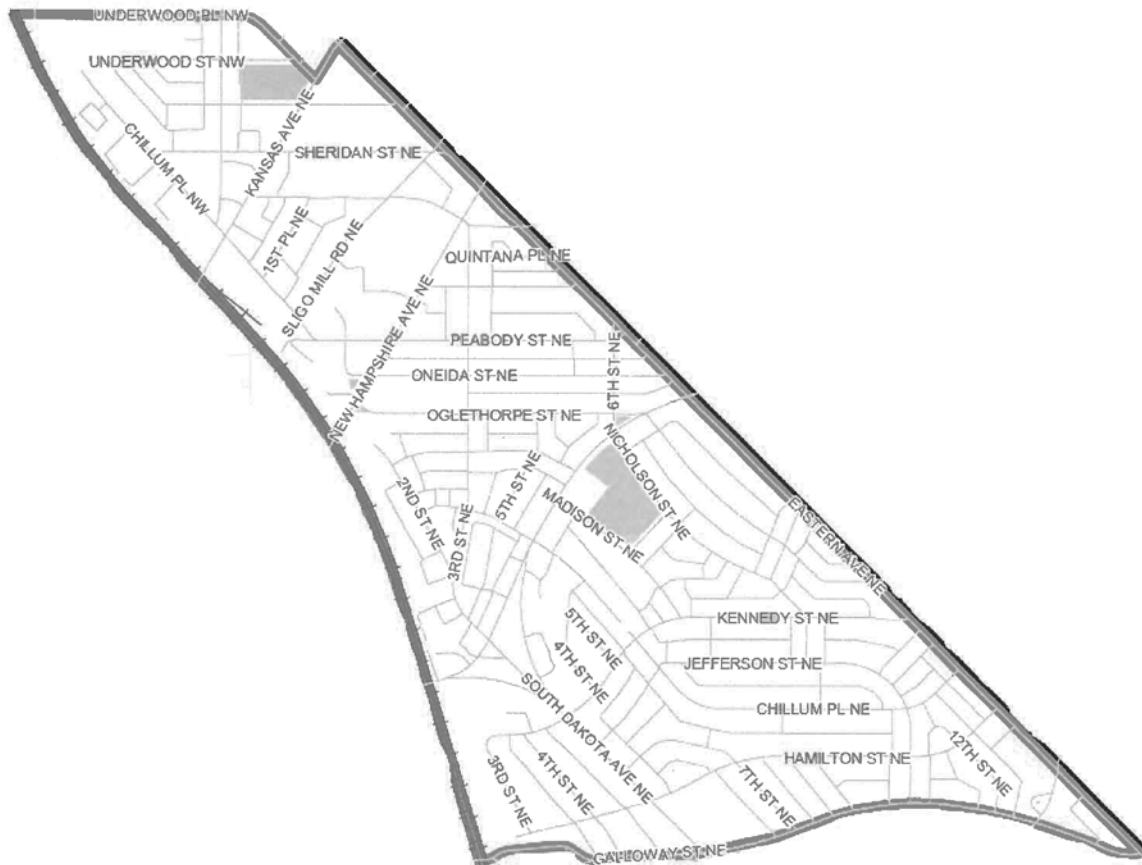 UNDERWOOD PL NW
UNDERWOOD ST NW
KANSAS AVE NE
CHILLUM PL NW
SHERIDAN ST NE
1ST PL NE
SLIGO MILL RD NE
QUINTANA PL NE
NEW HAMPSHIRE AVE NE
PEABODY ST NE
6TH ST NE
ONEIDA ST NE
OGLETHORPE ST NE
NICHOLSON ST NE
2ND ST NE
5TH ST NE
3RD ST NE
MADISON ST NE
EASTERN AVE NE
KENNEDY ST NE
5TH ST NE
4TH ST NE
JEFFERSON ST NE
SOUTH DAKOTA AVE NE
CHILLUM PL NE
HAMILTON ST NE
12TH ST NE
3RD ST NE
4TH ST NE
7TH ST NE
GALLOWAY ST NE